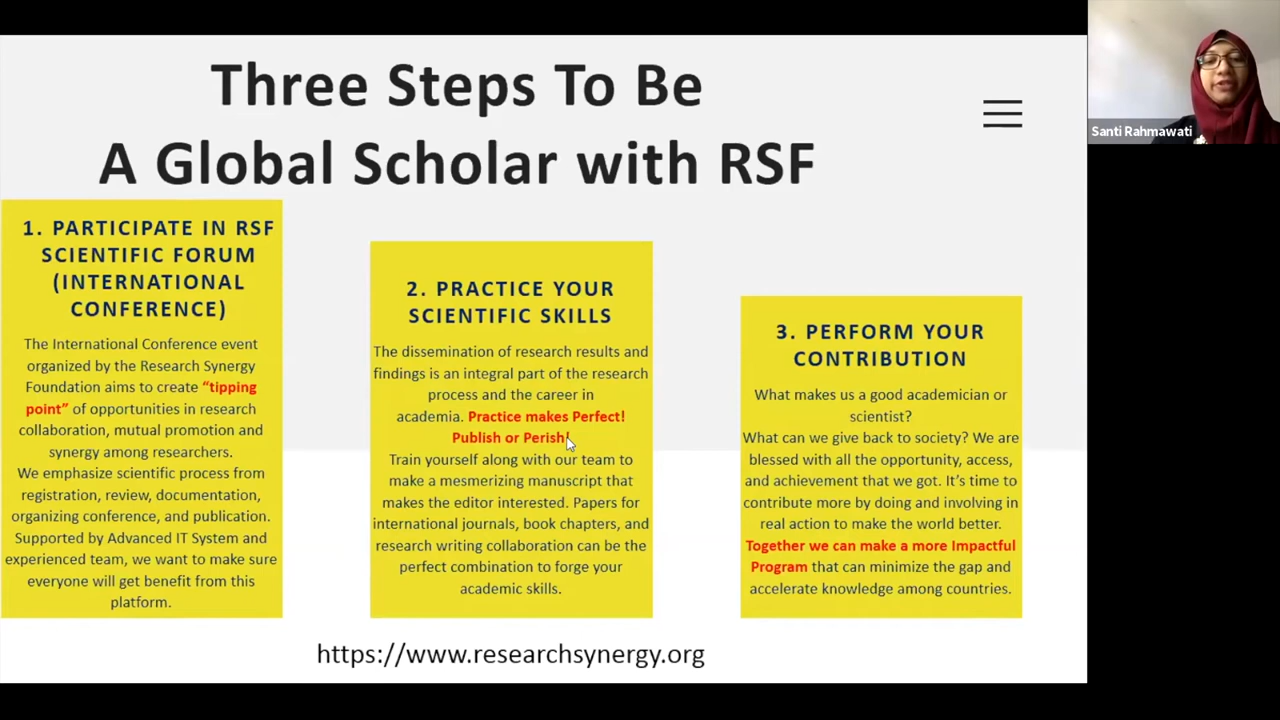 Three Steps To Be
A Global Scholar with RSF
1. PARTICIPATE IN RSF
SCIENTIFIC FORUM
(INTERNATIONAL
CONFERENCE)
The International Conference event
organized by the Research Synergy
Foundation aims to create “tipping
point” of opportunities in research
collaboration, mutual promotion and
synergy among researchers.
We emphasize scientific process from
registration, review, documentation,
organizing conference, and publication.
Supported by Advanced IT System and
experienced team, we want to make sure
everyone will get benefit from this
platform.
2. PRACTICE YOUR
SCIENTIFIC SKILLS
The dissemination of research results and
findings is an integral part of the research
process and the career in
academia. Practice makes Perfect!
Publish or Perish!
Train yourself along with our team to
make a mesmerizing manuscript that
makes the editor interested. Papers for
international journals, book chapters, and
research writing collaboration can be the
perfect combination to forge your
academic skills.
3. PERFORM YOUR
CONTRIBUTION
What makes us a good academician or
scientist?
What can we give back to society? We are
blessed with all the opportunity, access,
and achievement that we got. It’s time to
contribute more by doing and involving in
real action to make the world better.
Together we can make a more Impactful
Program that can minimize the gap and
accelerate knowledge among countries.
https://www.researchsynergy.org
Santi Rahmawati